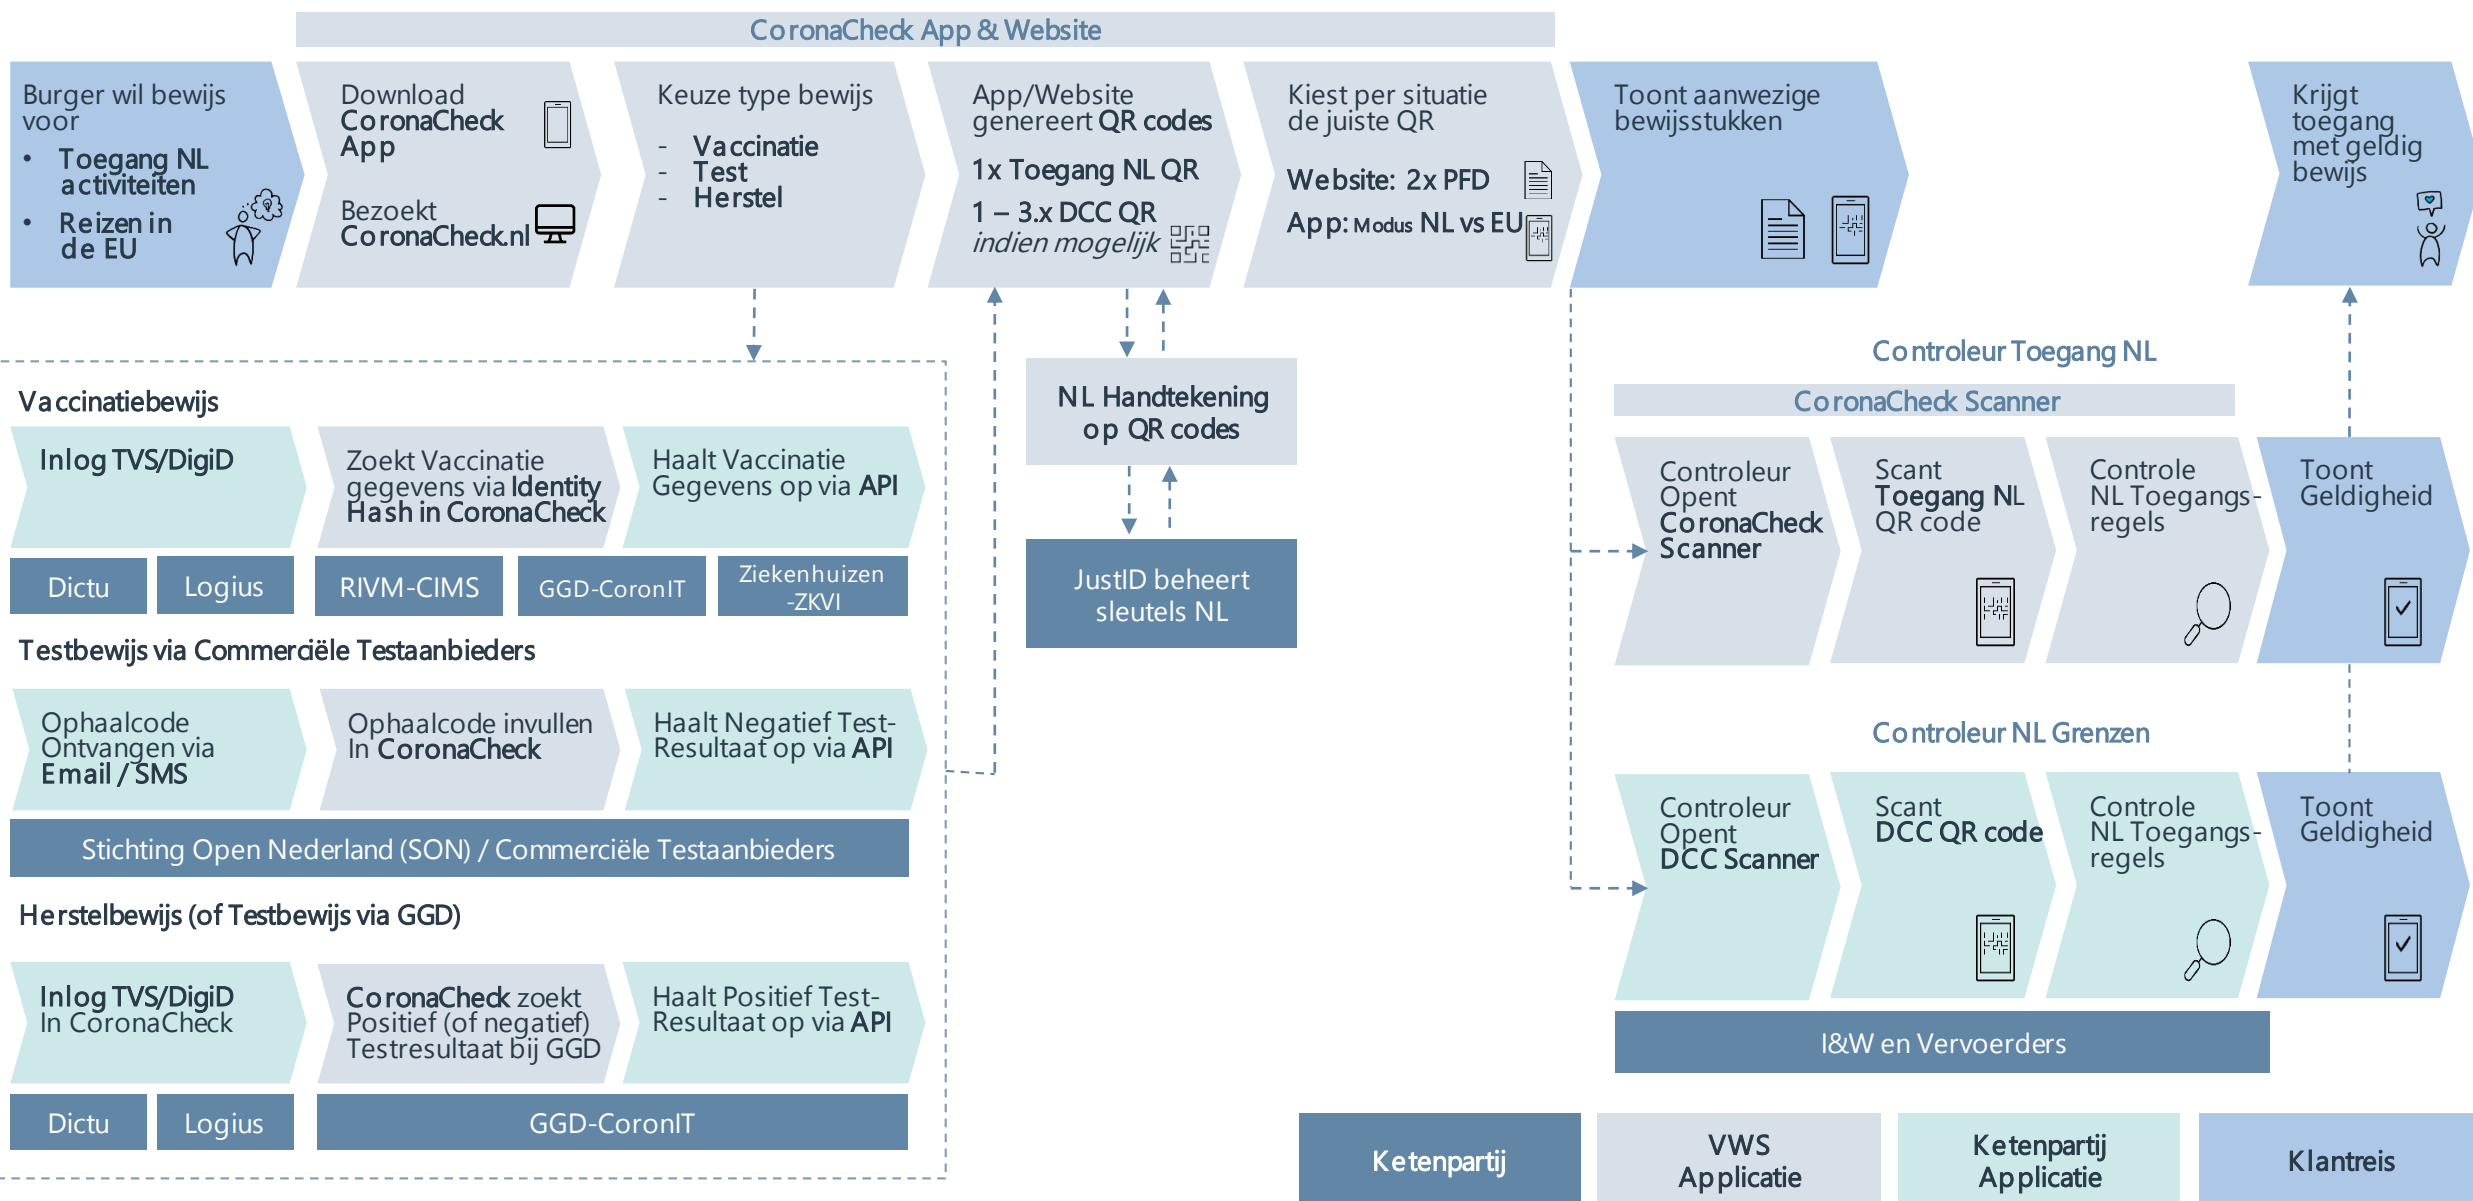 CoronaCheck App & Website
Burger wil bewijs
voor
• Toegang NL
activiteiten
• Reizen in
de EU
Download
CoronaCheck
App
Bezoekt
CoronaCheck.nl
Keuze type bewijs
- Vaccinatie
- Test
- Herstel
App/Website
genereert QR codes
1x Toegang NL QR
1 – 3.x DCC QR
indien mogelijk
Kiest per situatie
de juiste QR
Website: 2x PFD
App: Modus NL vs EU
Toont aanwezige
bewijsstukken
Krijgt
toegang
met geldig
bewijs
Vaccinatiebewijs
Inlog TVS/DigiD
Zoekt Vaccinatie
gegevens via Identity
Hash in CoronaCheck
Haalt Vaccinatie
Gegevens op via API
Dictu
Logius
RIVM-CIMS
GGD-CoronIT
Ziekenhuizen
-ZKVI
Testbewijs via Commerciële Testaanbieders
Ophaalcode
Ontvangen via
Email / SMS
Ophaalcode invullen
In CoronaCheck
Haalt Negatief Test-
Resultaat op via API
Stichting Open Nederland (SON) / Commerciële Testaanbieders
Herstelbewijs (of Testbewijs via GGD)
Inlog TVS/DigiD
In CoronaCheck
CoronaCheck zoekt
Positief (of negatief)
Testresultaat bij GGD
Haalt Positief Test-
Resultaat op via API
Dictu
Logius
GGD-CoronIT
NL Handtekening
op QR codes
JustID beheert
sleutels NL
Controleur Toegang NL
CoronaCheck Scanner
Controleur
Opent
CoronaCheck
Scanner
Scant
Toegang NL
QR code
Controle
NL Toegangs-
regels
Toont
Geldigheid
Controleur NL Grenzen
Controleur
Opent
DCC Scanner
Scant
DCC QR code
Controle
NL Toegangs-
regels
Toont
Geldigheid
I&W en Vervoerders
Ketenpartij
VWS
Applicatie
Ketenpartij
Applicatie
Klantreis